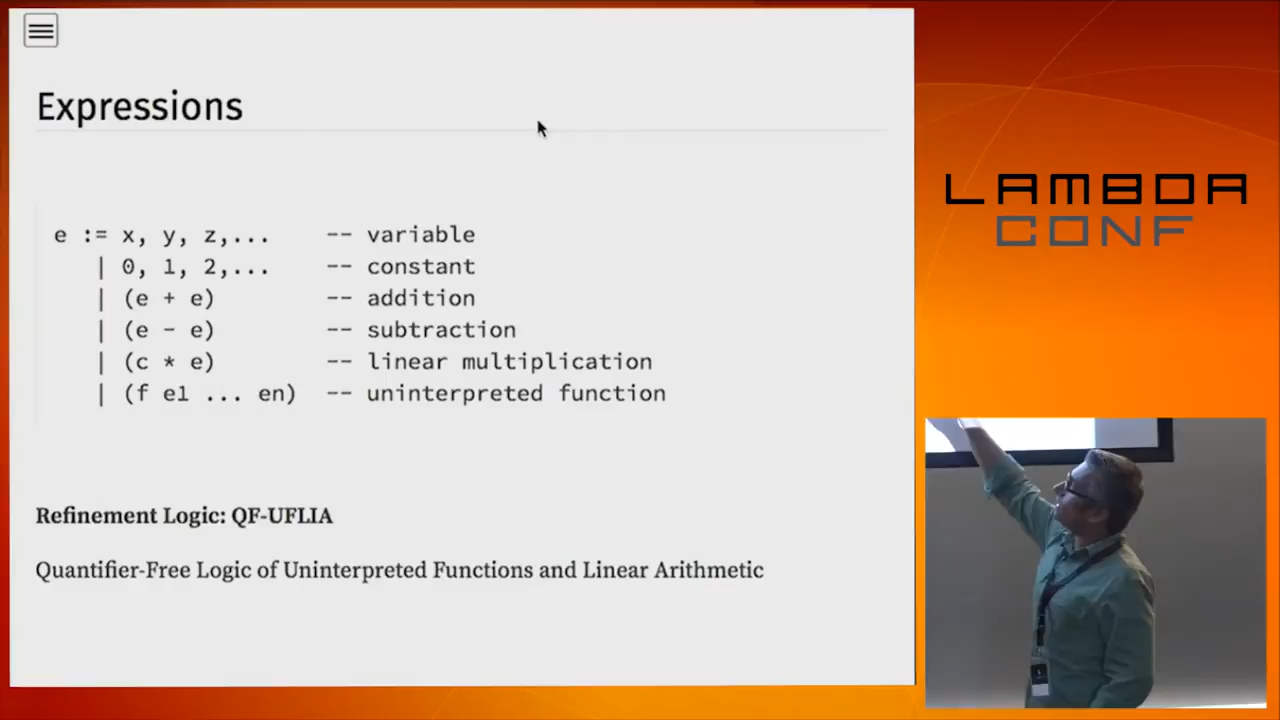 Expressions
e := x, y, z,... -- variable
| 0, 1, 2,... -- constant
| (e + e) -- addition
| (e - e) -- subtraction
| (c * e) -- linear multiplication
| (f e1 ... en) -- uninterpreted function
Refinement Logic: QF-UFLIA
Quantifier-Free Logic of Uninterpreted Functions and Linear Arithmetic
LAMBDA
CONF